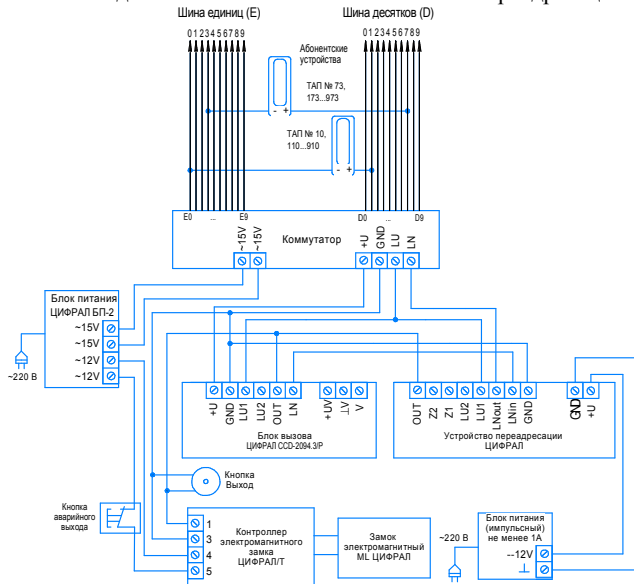 Шина единиц (E)
Шина десятков (D)
0123456789
0123456789
Абонентские
устройства
ТАП № 73,
173...973
- +
ТАП № 10,
110...910
- +
E0 ... E9
D0 ... D9
~15V
~15V
Коммутатор
+U
GND
LU
LN
Блок питания
ЦИФРАЛ БП-2
~15V
~15V
~12V
~12V
~220 В
+U
GND
LU1
LU2
OUT
LN
+UV
⊥V
V
Блок вызова
ЦИФРАЛ CCD-2094.3/P
OUT
Z2
Z1
LU2
LU1
LNout
LNin
GND
GND
+U
Устройство переадресации
ЦИФРАЛ
Кнопка
Выход
Кнопка
аварийного
выхода
1
3
4
5
Контроллер
электромагнитного
замка
ЦИФРАЛ/Т
Замок
электромагнитный
ML ЦИФРАЛ
~220 В
Блок питания
(импульсный)
не менее 1А
--12V
⊥